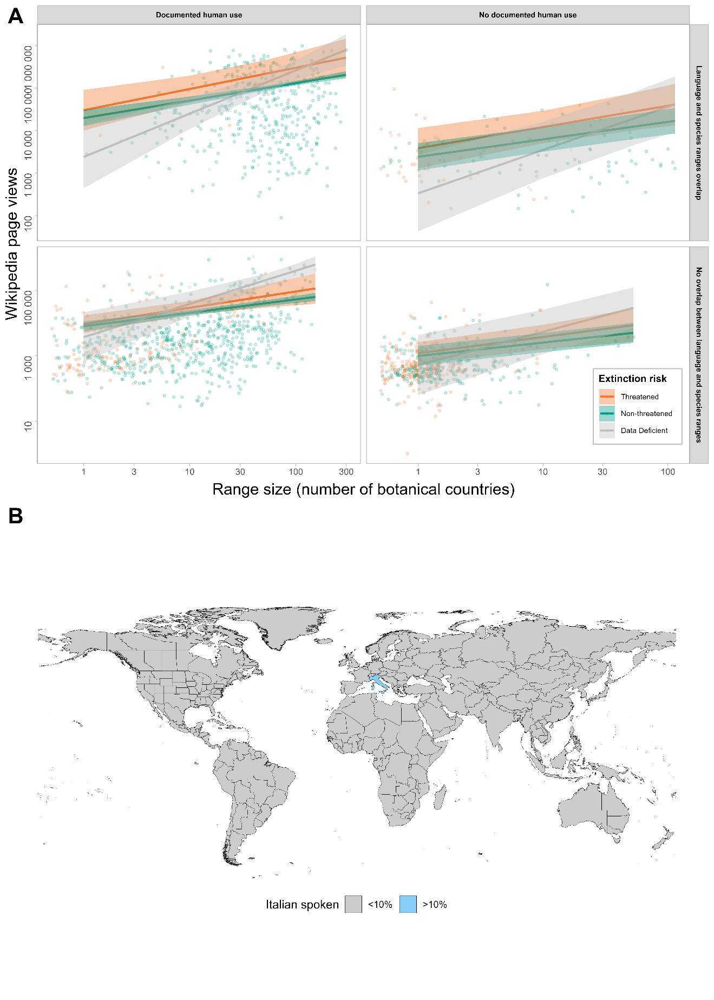 A
Documented human use
No documented human use
Wikipedia page views
1 000 000
100 000
10 000
1 000
100
Language and species ranges overlap
100 000
1 000
10
No overlap between language and species ranges
Extinction risk
Threatened
Non-threatened
Data Deficient
1 3 10 30 100 300
1 3 10 30 100
Range size (number of botanical countries)
B
Italian spoken <10% >10%